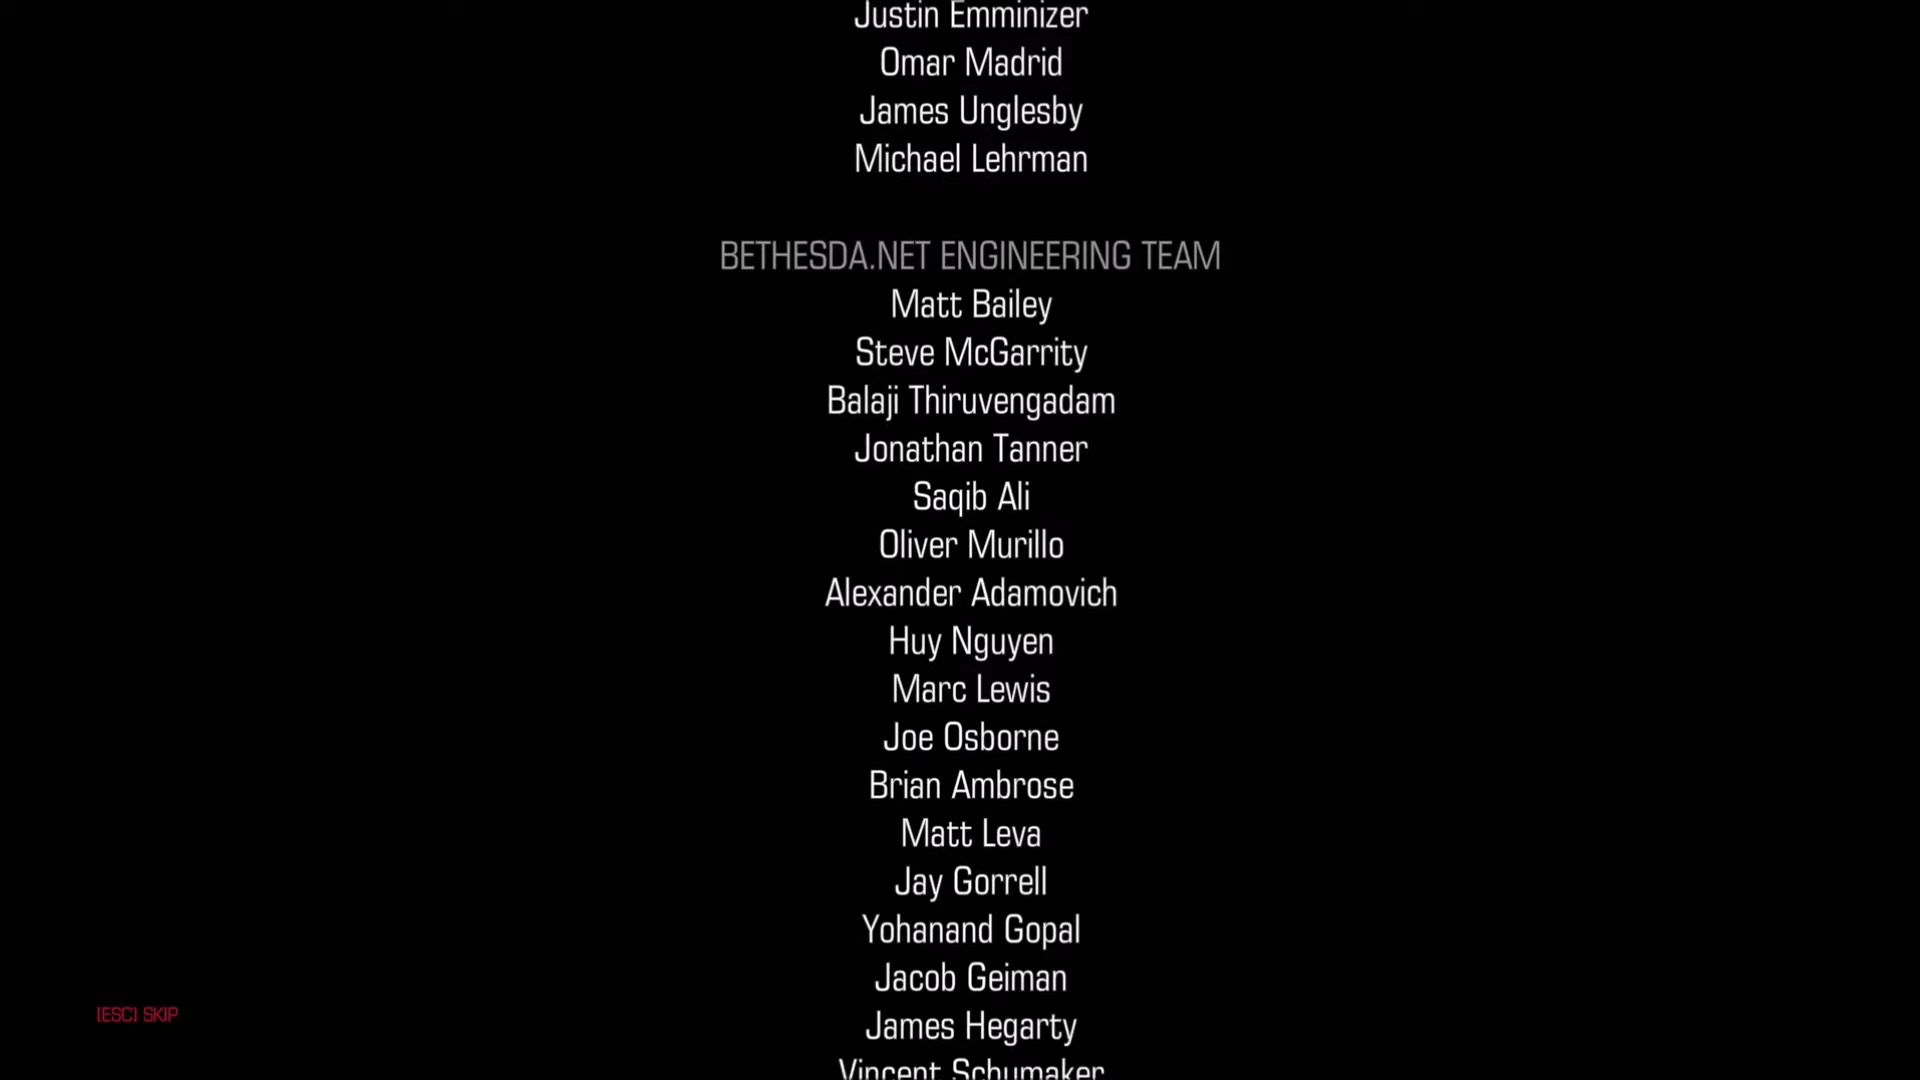 Justin Emminizer
Omar Madrid
James Unglesby
Michael Lehrman
BETHESDA.NET ENGINEERING TEAM
Matt Bailey
Steve McGarrity
Balaji Thiruvengadam
Jonathan Tanner
Saqib Ali
Oliver Murillo
Alexander Adamovich
Huy Nguyen
Marc Lewis
Joe Osborne
Brian Ambrose
Matt Leva
Jay Gorrell
Yohanand Gopal
Jacob Geiman
[ESC] SKIP
James Hegarty
Vincent Schumaker